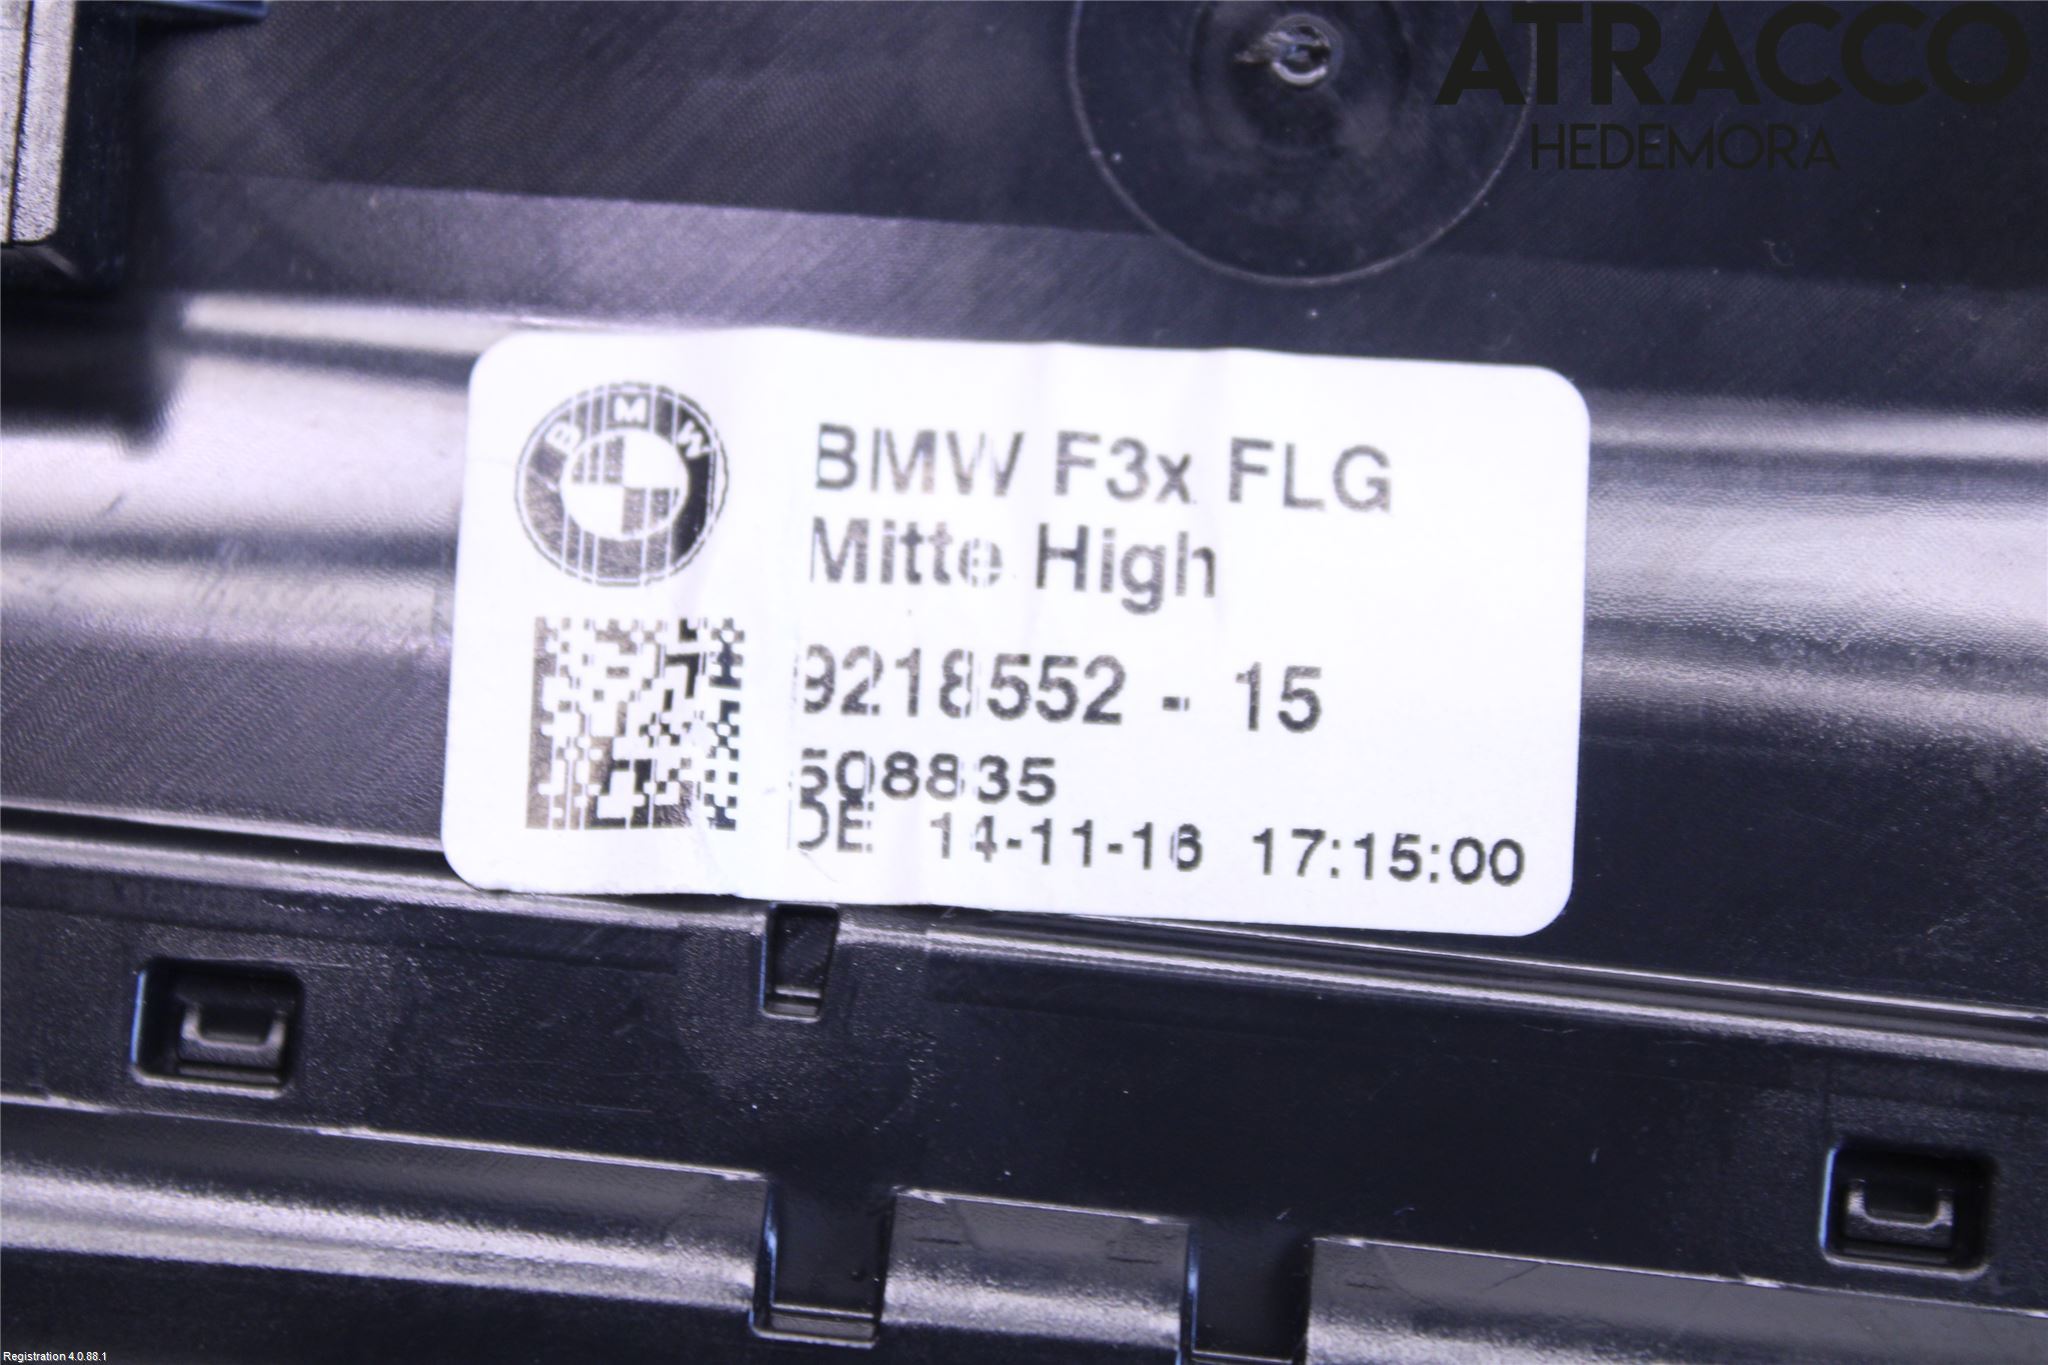 ATRACCO
HEDEMORA
BMW
BMW F3x FLG
Mitte High
9218552 - 15
508835
DE 14-11-16 17:15:00
Registration 4.0.88.1